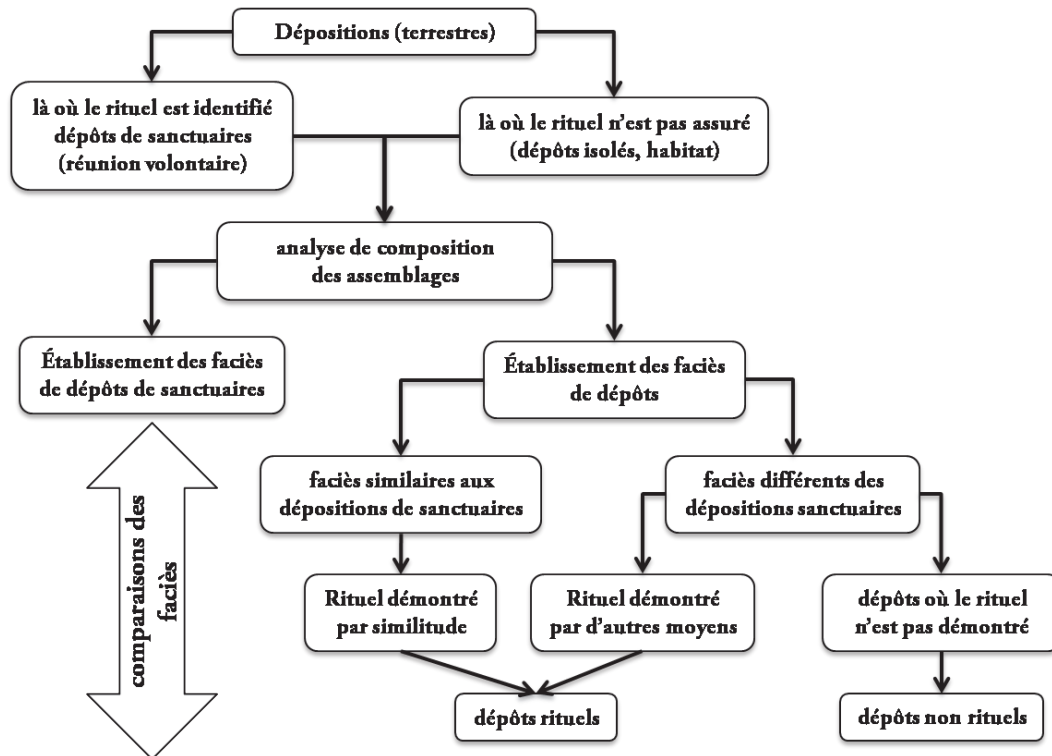 Dépositions (terrestres)
là où le rituel est identifié
dépôts de sanctuaires
(réunion volontaire)
là où le rituel n'est pas assuré
(dépôts isolés, habitat)
analyse de composition
des assemblages
Établissement des faciès
de dépôts de sanctuaires
Établissement des faciès
de dépôts
comparaisons des
faciès
faciès similaires aux
dépositions de sanctuaires
faciès différents des
dépositions sanctuaires
Rituel démontré
par similitude
Rituel démontré
par d'autres moyens
dépôts où le rituel
n'est pas démontré
dépôts rituels
dépôts non rituels